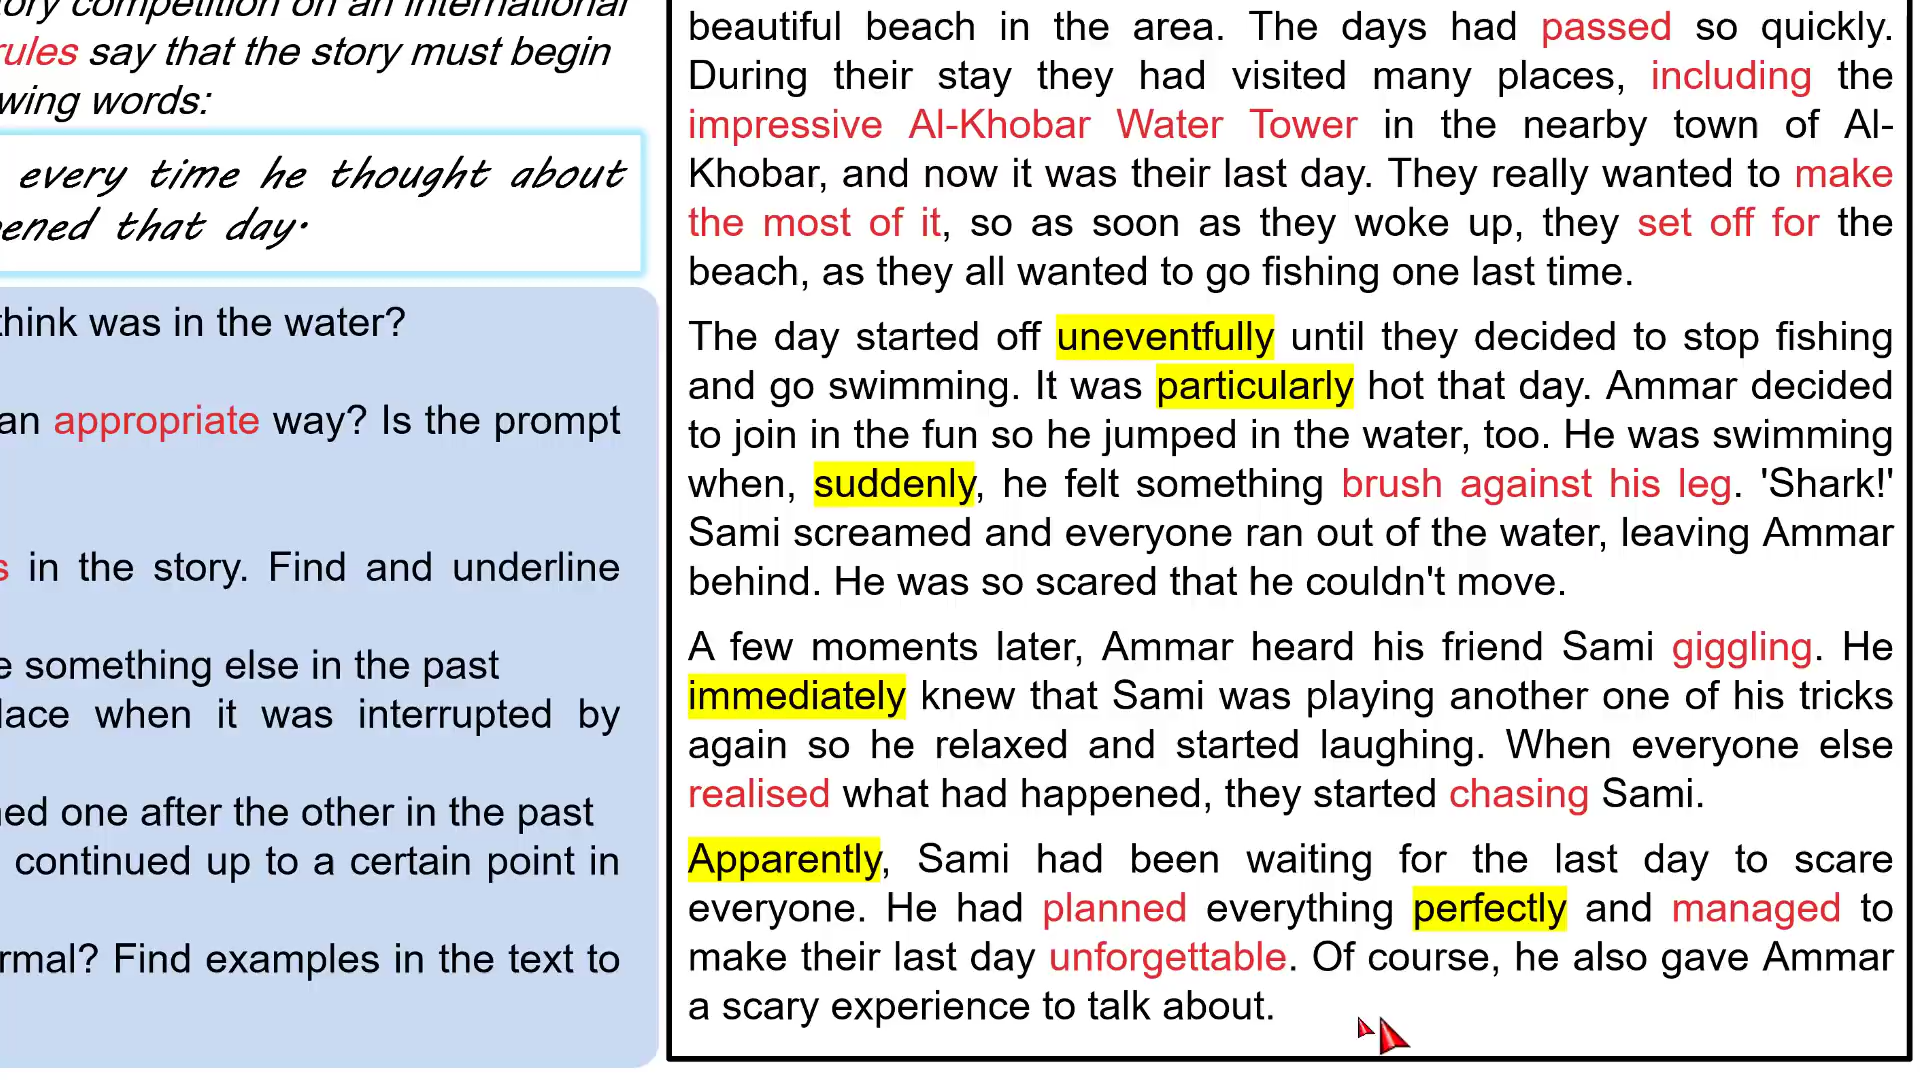 ory competition on an international
rules say that the story must begin
wing words:
every time he thought about
ened that day.
think was in the water?
an appropriate way? Is the prompt
s in the story. Find and underline
e something else in the past
lace when it was interrupted by
ned one after the other in the past
continued up to a certain point in
rmal? Find examples in the text to
beautiful beach in the area. The days had passed so quickly.
During their stay they had visited many places, including the
impressive Al-Khobar Water Tower in the nearby town of Al-
Khobar, and now it was their last day. They really wanted to make
the most of it, so as soon as they woke up, they set off for the
beach, as they all wanted to go fishing one last time.
The day started off uneventfully until they decided to stop fishing
and go swimming. It was particularly hot that day. Ammar decided
to join in the fun so he jumped in the water, too. He was swimming
when, suddenly, he felt something brush against his leg. 'Shark!'
Sami screamed and everyone ran out of the water, leaving Ammar
behind. He was so scared that he couldn't move.
A few moments later, Ammar heard his friend Sami giggling. He
immediately knew that Sami was playing another one of his tricks
again so he relaxed and started laughing. When everyone else
realised what had happened, they started chasing Sami.
Apparently, Sami had been waiting for the last day to scare
everyone. He had planned everything perfectly and managed to
make their last day unforgettable. Of course, he also gave Ammar
a scary experience to talk about.